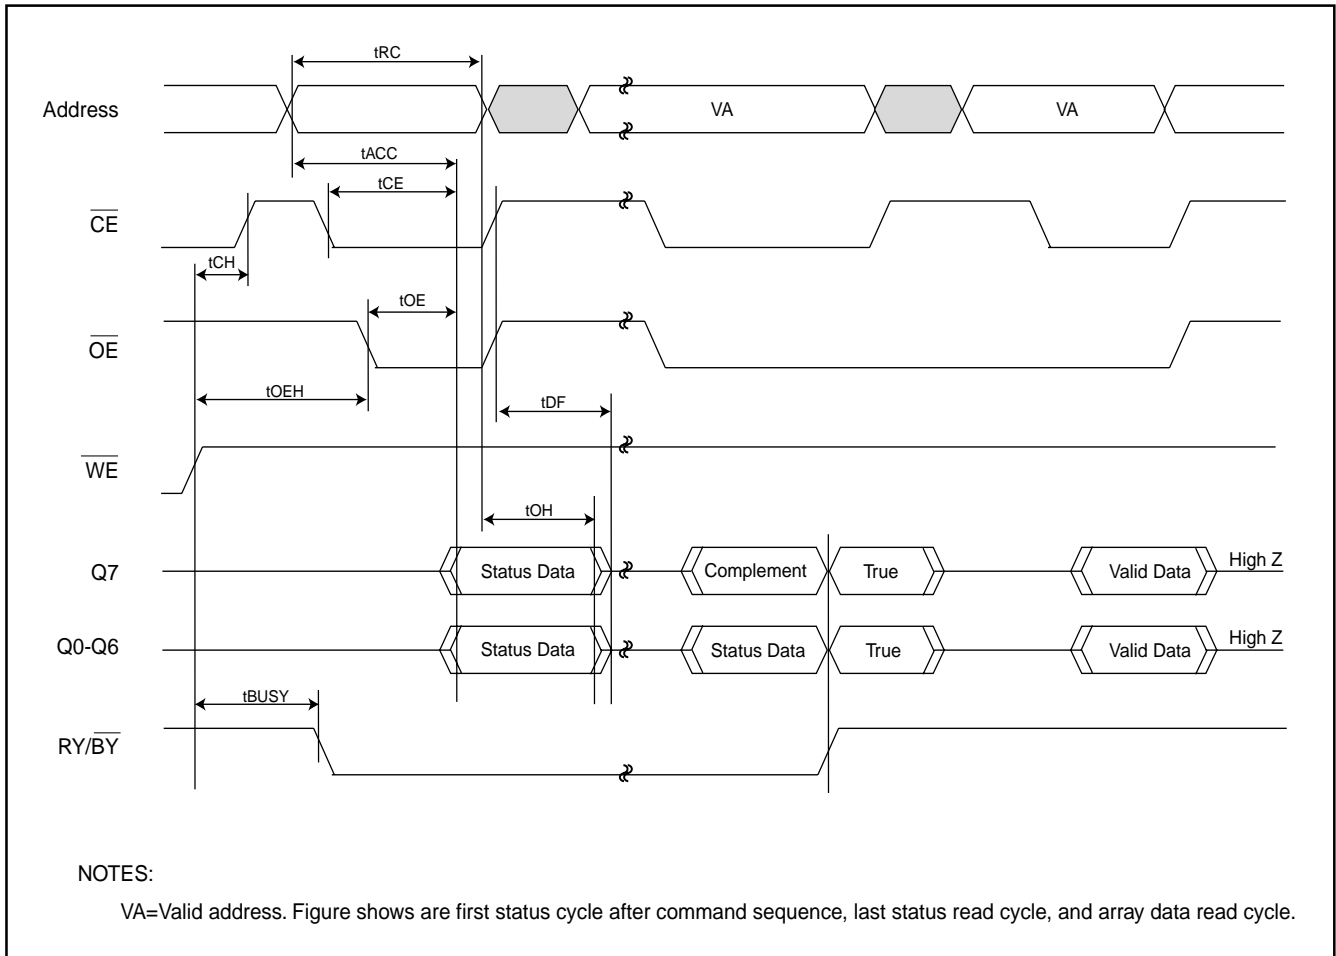 tRC
Address
VA
VA
tACC
tCE
CE
tCH
tOE
OE
tOEH
tDF
WE
tOH
Q7
Status Data
Complement
True
Valid Data
High Z
Q0-Q6
Status Data
Status Data
True
Valid Data
High Z
tBUSY
RY/BY
NOTES:
VA=Valid address. Figure shows are first status cycle after command sequence, last status read cycle, and array data read cycle.